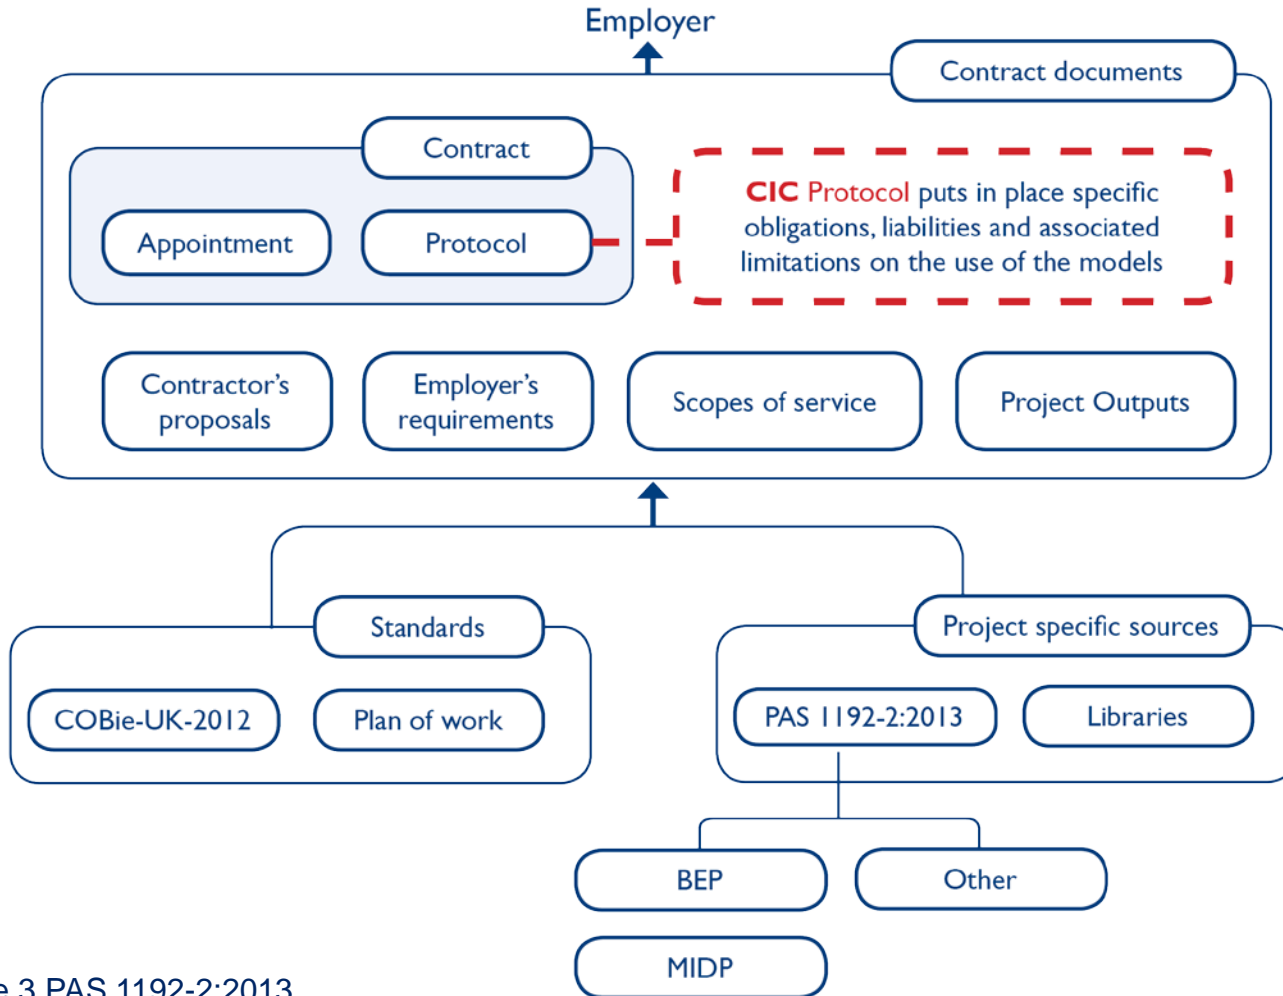 Employer
Contract documents
Contract
CIC Protocol puts in place specific
obligations, liabilities and associated
limitations on the use of the models
Appointment
Protocol
Contractor's
proposals
Employer's
requirements
Scopes of service
Project Outputs
Standards
Project specific sources
COBie-UK-2012
Plan of work
PAS 1192-2:2013
Libraries
BEP
Other
MIDP
3 PAS 1192-2:2013